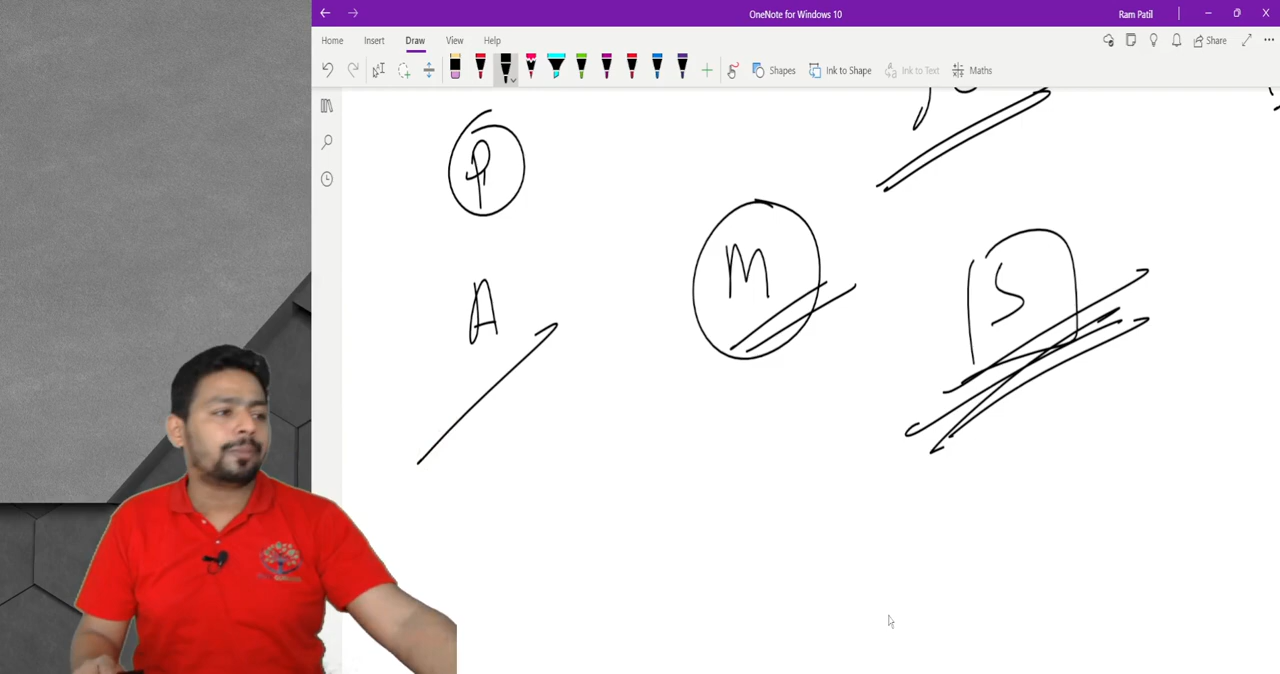 OneNote for Windows 10
Ram Patil
Home Insert Draw View Help
Share
Shapes Ink to Shape Ink to Text Maths
P
M
S
A